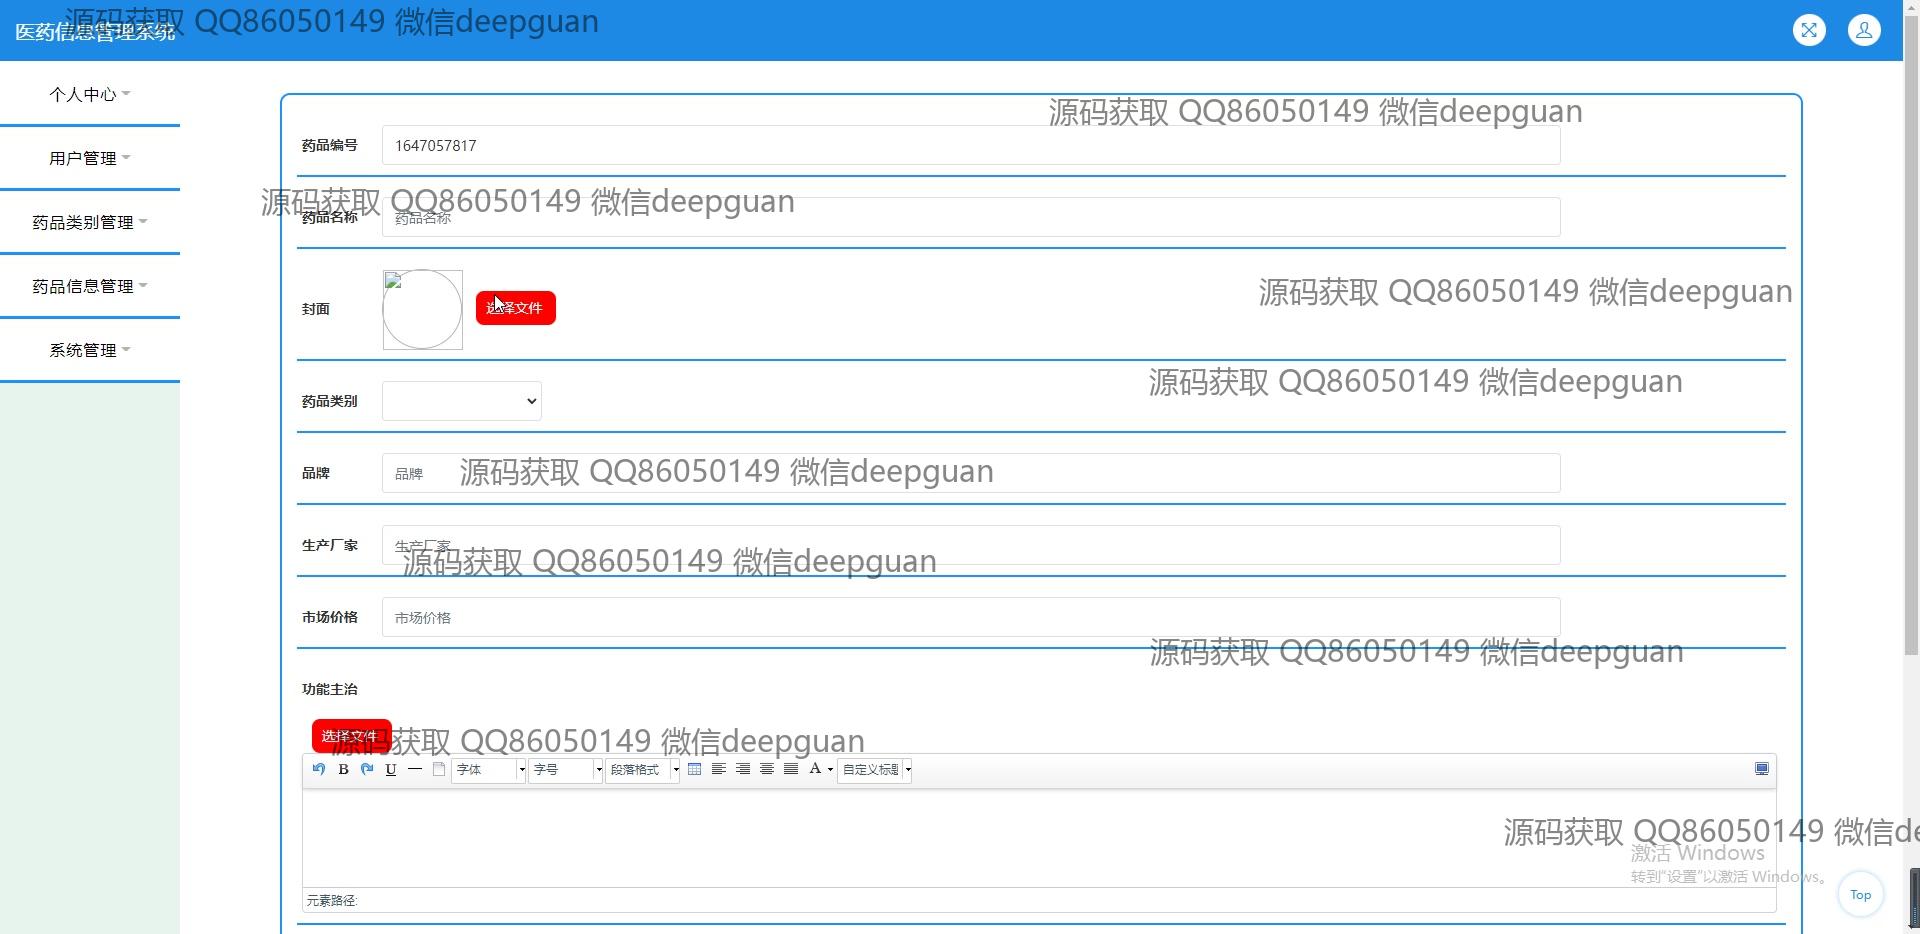 医药信息管理系统
源码获取 QQ86050149 微信deepguan
个人中心
用户管理
药品类别管理
药品信息管理
系统管理
源码获取 QQ86050149 微信deepguan
药品编号 1647057817
源码获取 QQ86050149 微信deepguan
药品名称 药品名称
源码获取 QQ86050149 微信deepguan
封面 选择文件
源码获取 QQ86050149 微信deepguan
药品类别
品牌 品牌
源码获取 QQ86050149 微信deepguan
生产厂家 生产厂家
源码获取 QQ86050149 微信deepguan
市场价格 市场价格
源码获取 QQ86050149 微信deepguan
功能主治
选择文件
源码获取 QQ86050149 微信deepguan
B U 字体 字号 段落格式 A 自定义标题
源码获取 QQ86050149 微信de
激活 Windows
转到"设置"以激活 Windows。
Top
元素路径: